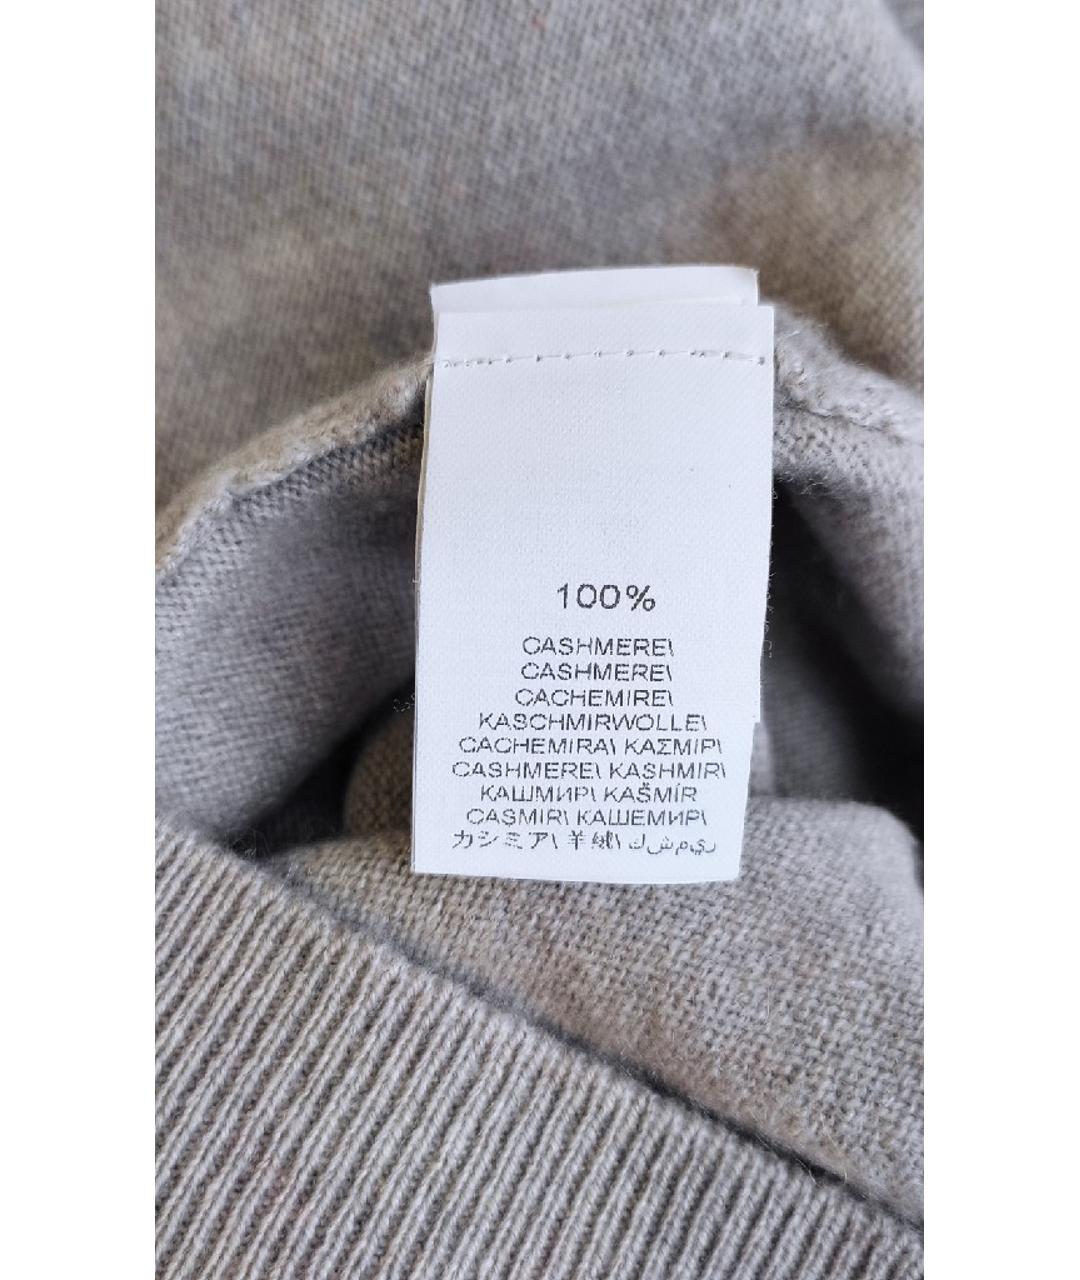 100%
CASHMERE\
CASHMERE\
CACHEMIRE\
KASCHMIRWOLLE\
CACHEMIRA\ ΚΑΣΜΙΡ\
CASHMERE\ KASHMIR\
КАШМИР\ KAŠMÍR
CAȘMIR\ КАШЕМИР\
カシミア\ 羊絨\ كشمير